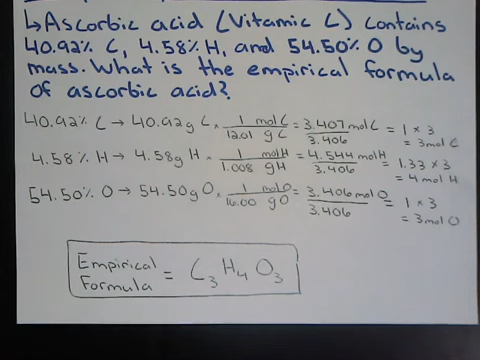 ↳Ascorbic acid (Vitamic C) contains
40.92% C, 4.58% H, and 54.50% O by
mass. What is the empirical formula
of ascorbic acid?
40.92% C → 40.92g C × 1 mol C / 12.01 g C = 3.407 mol C / 3.406 = 1 × 3
= 3 mol C
4.58% H → 4.58g H × 1 mol H / 1.008 g H = 4.544 mol H / 3.406 = 1.33 × 3
= 4 mol H
54.50% O → 54.50g O × 1 mol O / 16.00 g O = 3.406 mol O / 3.406 = 1 × 3
= 3 mol O
Empirical Formula = C₃H₄O₃